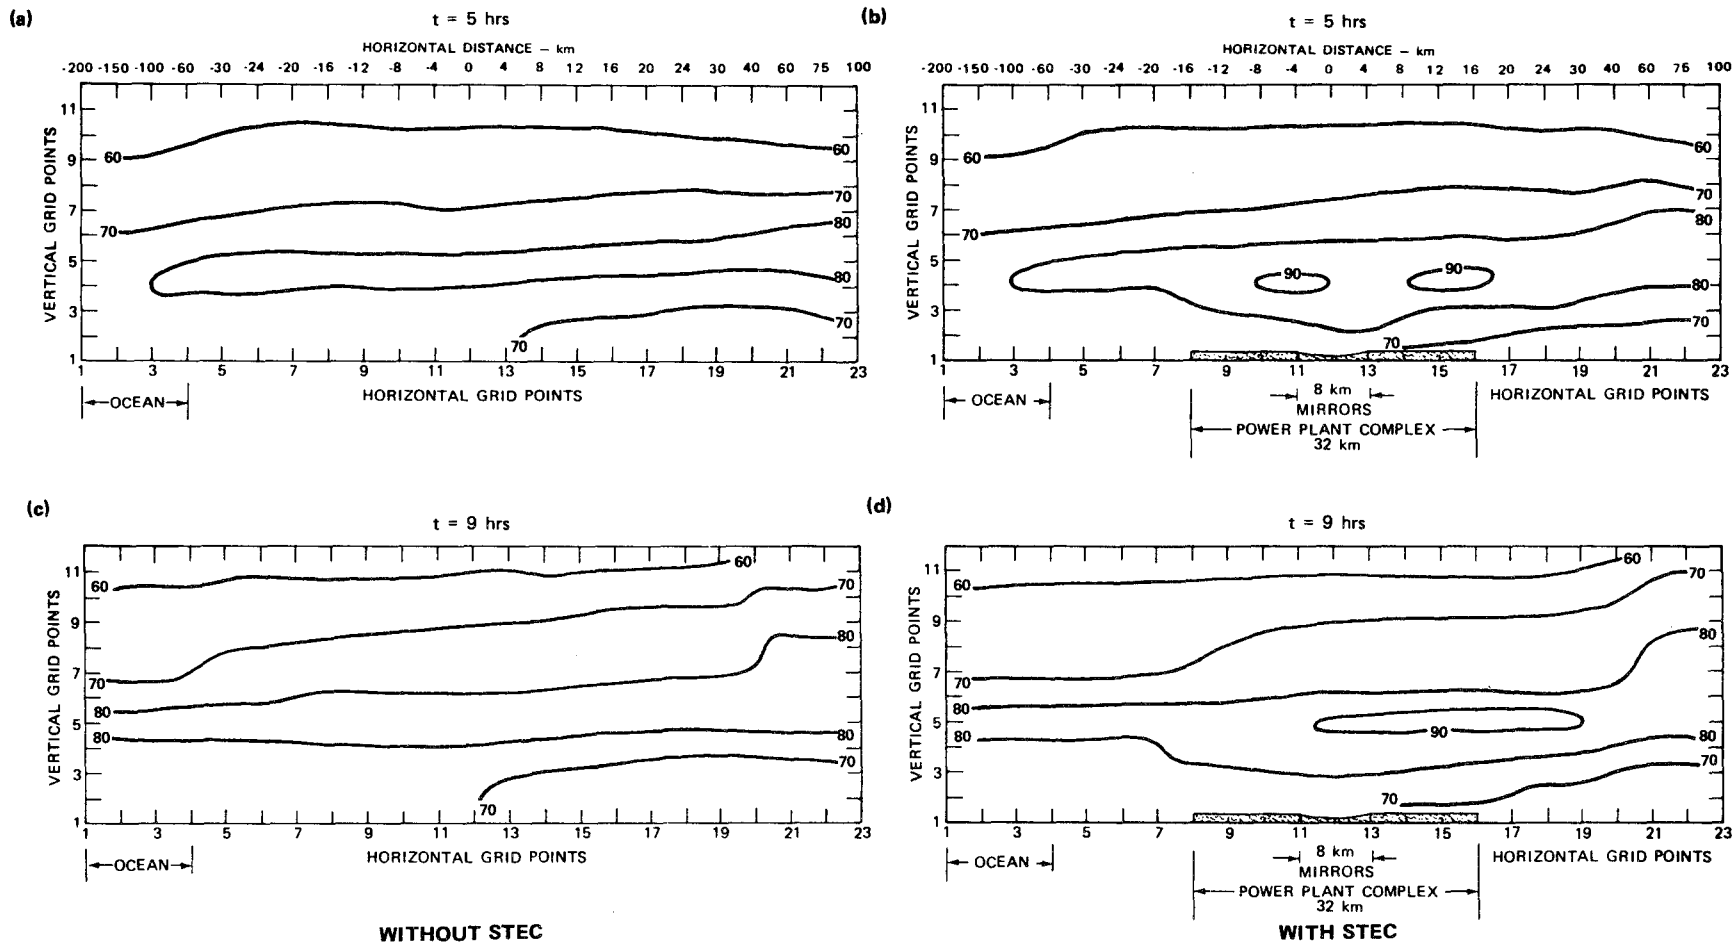 (a)
t = 5 hrs
HORIZONTAL DISTANCE – km
-200 -150 -100 -60 -30 -24 -20 -16 -12 -8 -4 0 4 8 12 16 20 24 30 40 60 75 100
VERTICAL GRID POINTS
11
9
7
5
3
1
60
60
70
70
80
80
70
70
1 3 5 7 9 11 13 15 17 19 21 23
OCEAN
HORIZONTAL GRID POINTS
(b)
t = 5 hrs
HORIZONTAL DISTANCE – km
-200 -150 -100 -60 -30 -24 -20 -16 -12 -8 -4 0 4 8 12 16 20 24 30 40 60 75 100
VERTICAL GRID POINTS
11
9
7
5
3
1
60
60
70
70
80
90
90
80
70
70
1 3 5 7 9 11 13 15 17 19 21 23
OCEAN
8 km
MIRRORS
HORIZONTAL GRID POINTS
POWER PLANT COMPLEX
32 km
(c)
t = 9 hrs
VERTICAL GRID POINTS
11
9
7
5
3
1
60
60
70
70
80
80
80
80
70
70
1 3 5 7 9 11 13 15 17 19 21 23
OCEAN
HORIZONTAL GRID POINTS
WITHOUT STEC
(d)
t = 9 hrs
VERTICAL GRID POINTS
11
9
7
5
3
1
60
60
70
70
80
80
90
80
80
70
70
1 3 5 7 9 11 13 15 17 19 21 23
OCEAN
8 km
MIRRORS
HORIZONTAL GRID POINTS
POWER PLANT COMPLEX
32 km
WITH STEC